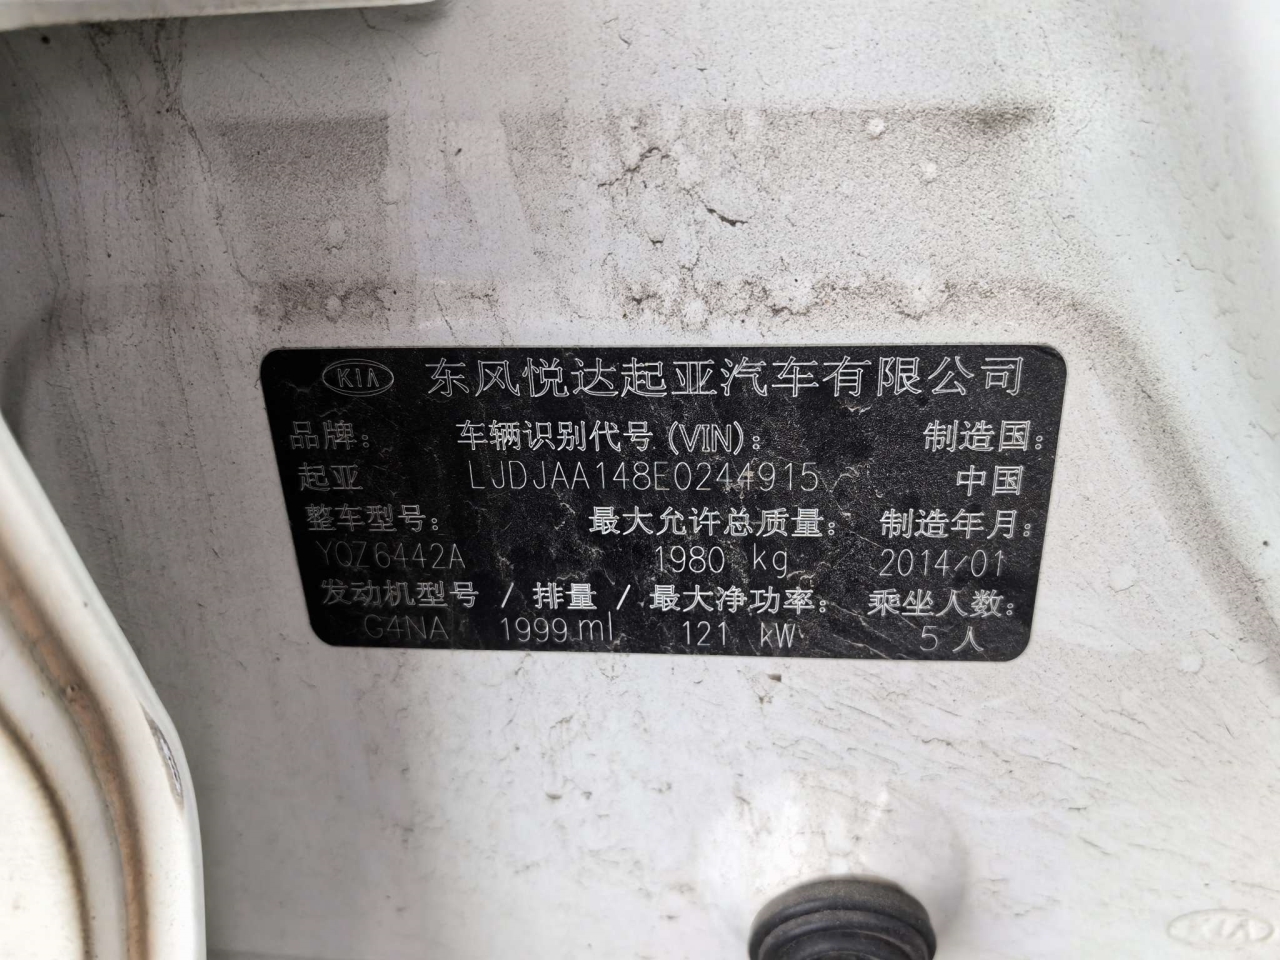 KIA 东风悦达起亚汽车有限公司
品牌: 车辆识别代号(VIN): 制造国:
起亚 LJDJAA148E0244915 中国
整车型号: 最大允许总质量: 制造年月:
YQZ6442A 1980 kg 2014/01
发动机型号 / 排量 / 最大净功率: 乘坐人数:
G4NA 1999 ml 121 kW 5 人
KIA